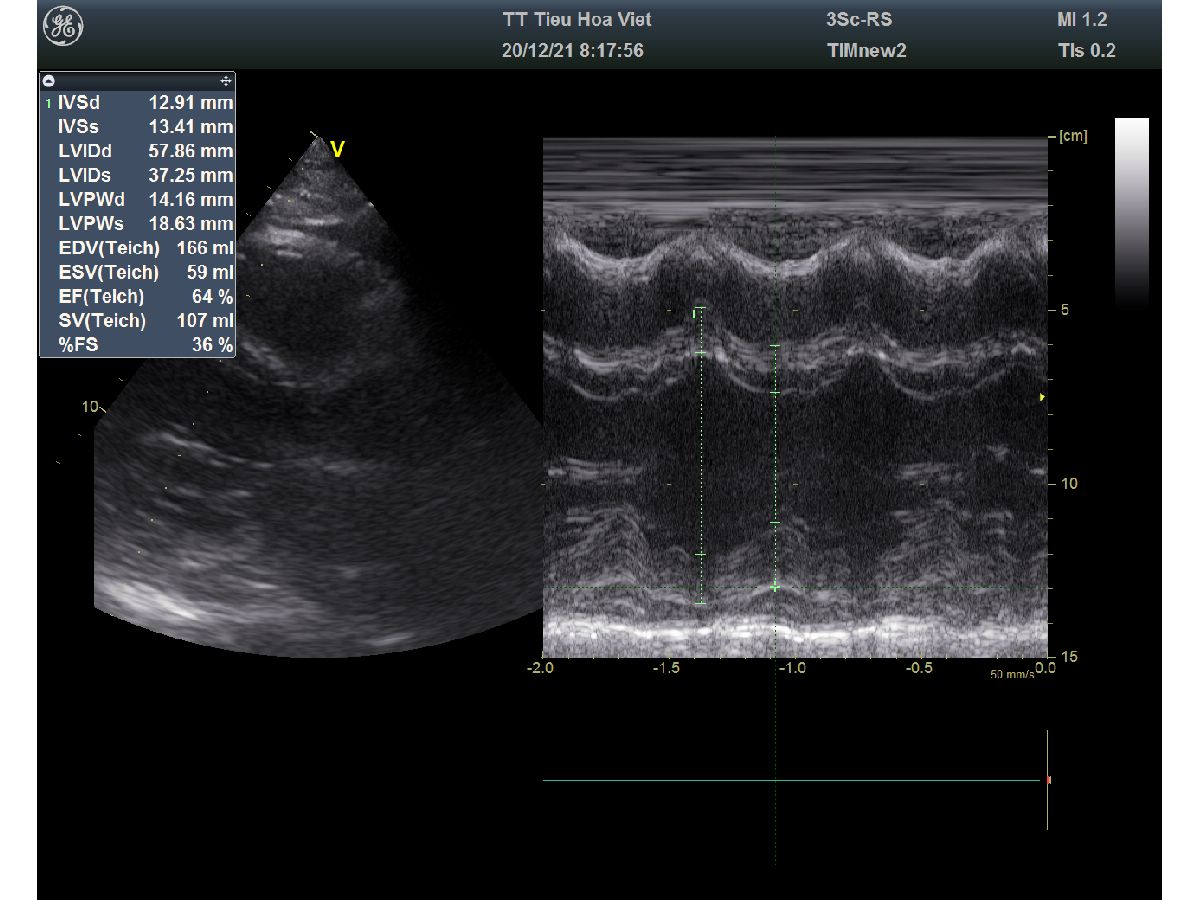 TT Tieu Hoa Viet 3Sc-RS MI 1.2
20/12/21 8:17:56 TIMnew2 TIs 0.2
1 IVSd 12.91 mm
IVSs 13.41 mm
LVIDd 57.86 mm
LVIDs 37.25 mm
LVPWd 14.16 mm
LVPWs 18.63 mm
EDV(Teich) 166 ml
ESV(Teich) 59 ml
EF(Teich) 64 %
SV(Teich) 107 ml
%FS 36 %
V
[cm]
5
10
10
15
-2.0 -1.5 -1.0 -0.5 0.0
50 mm/s